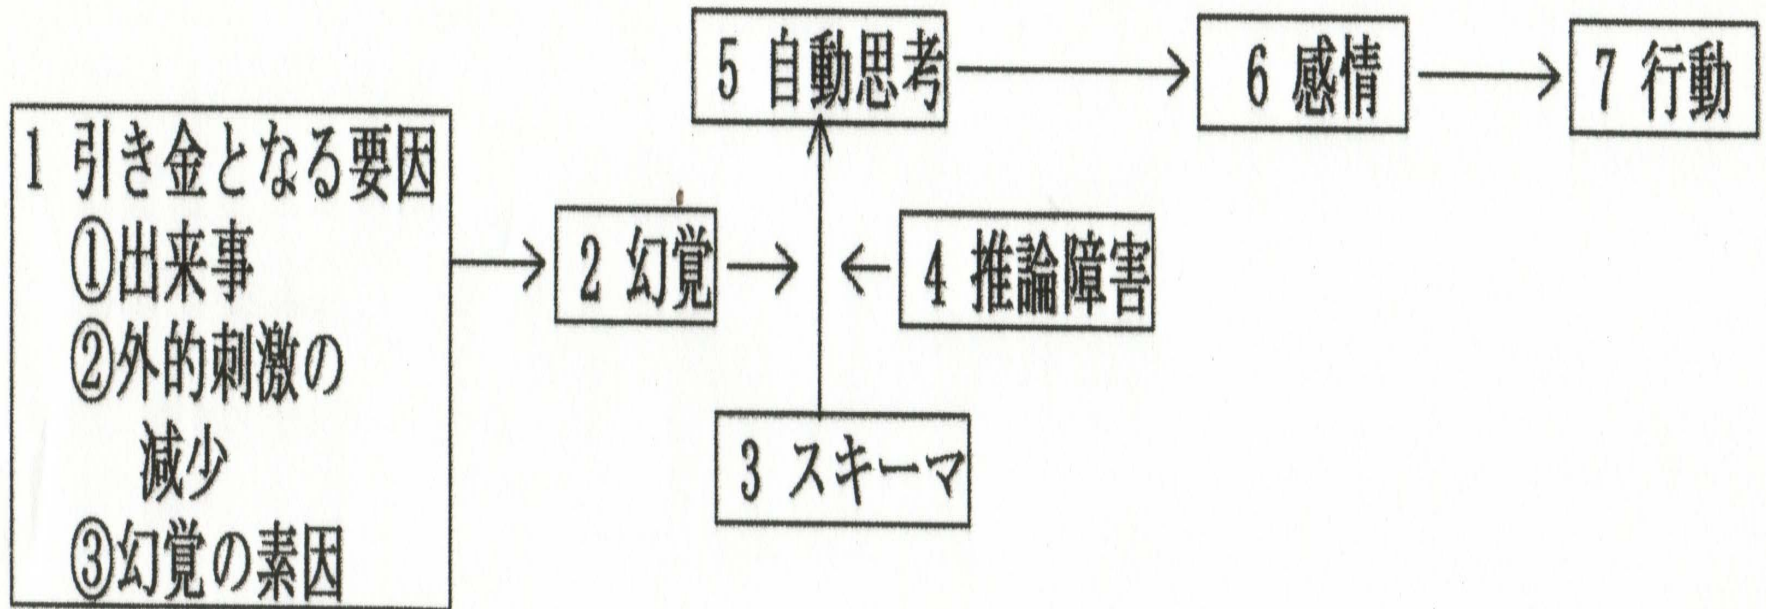 1 引き金となる要因
①出来事
②外的刺激の
減少
③幻覚の素因
2 幻覚
3 スキーマ
4 推論障害
5 自動思考
6 感情
7 行動